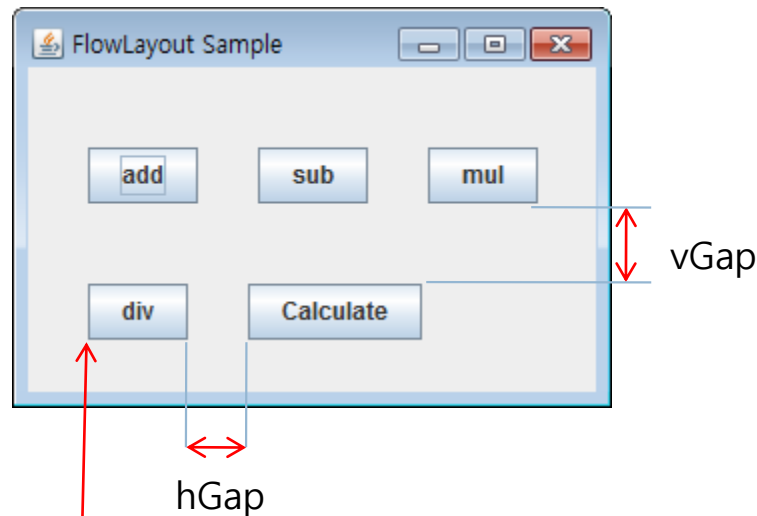 FlowLayout Sample
add sub mul
vGap
div Calculate
hGap